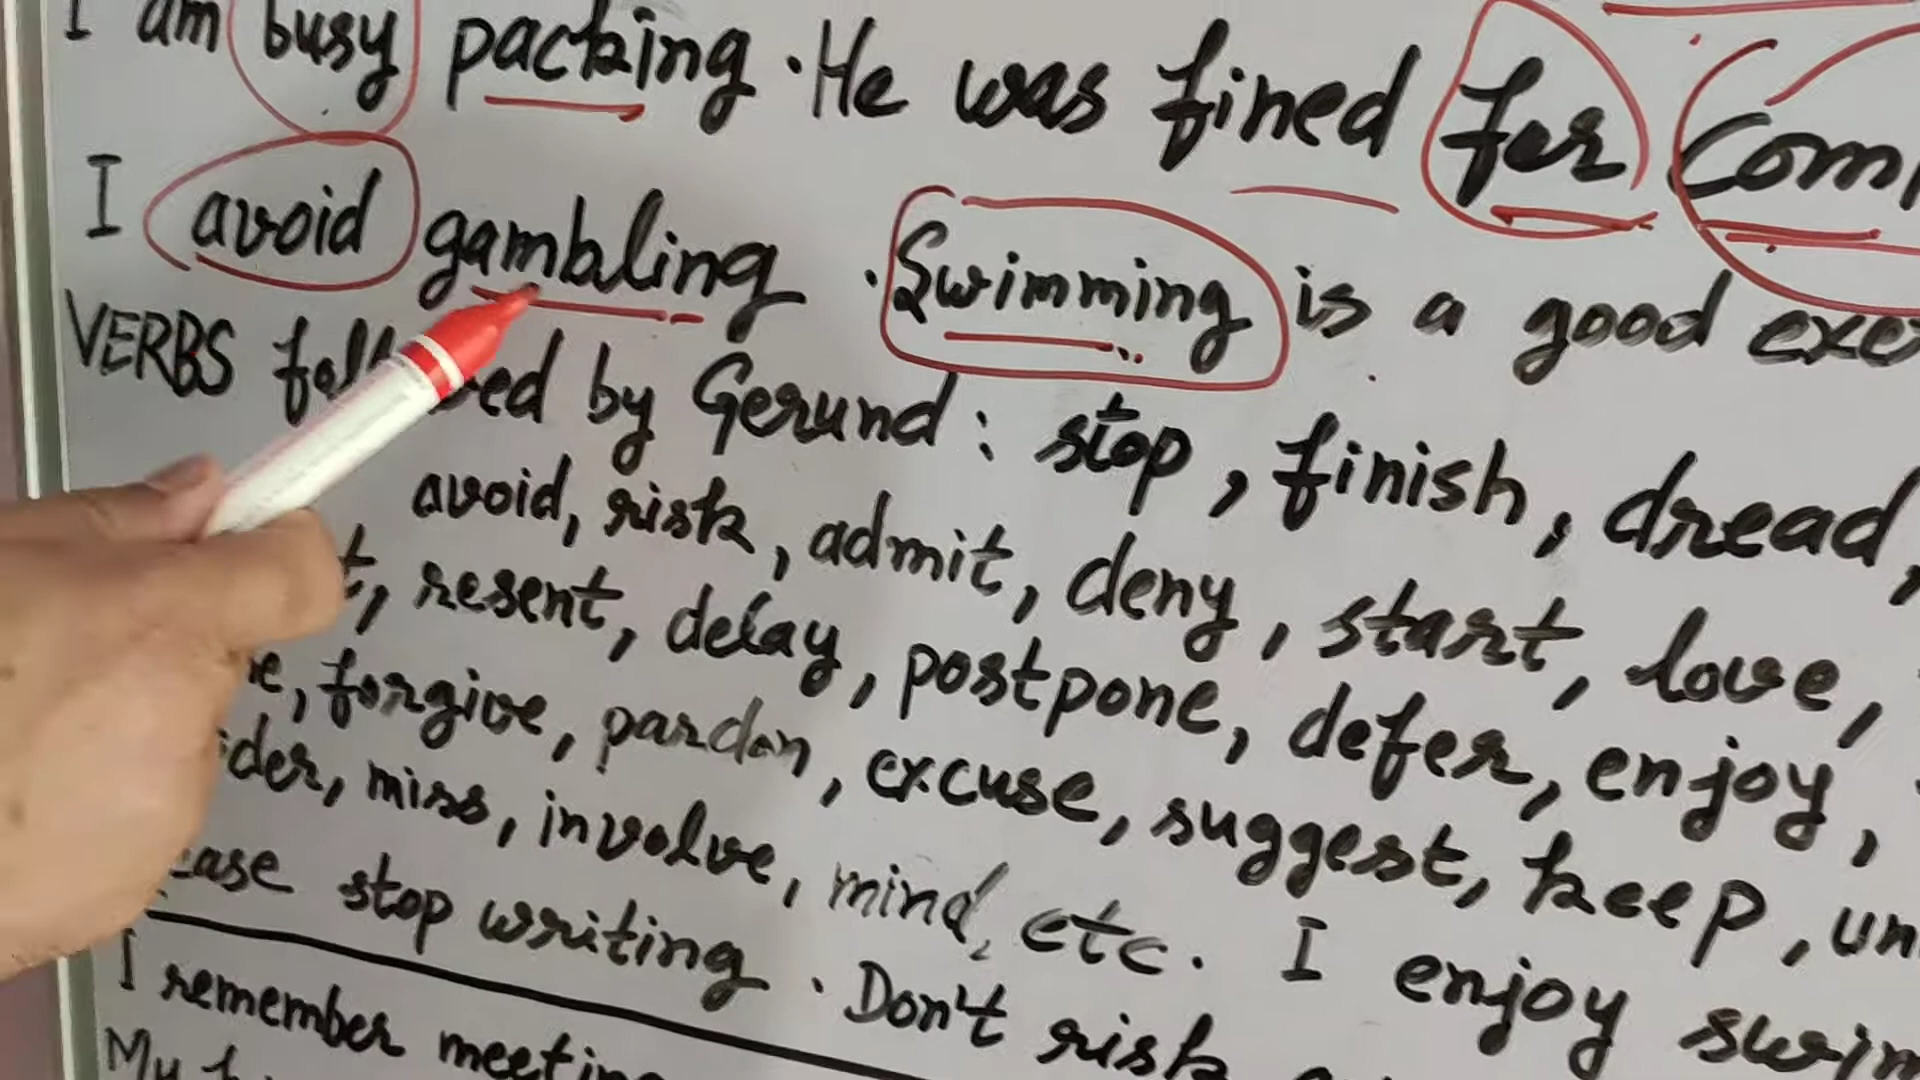 I am busy packing. He was fined for
I avoid gambling. Swimming is a good
VERBS by Gerund: stop, finish, dread,
avoid, risk, admit, deny, start, love,
resent, delay, postpone, defer, enjoy,
forgive, pardon, excuse, suggest, keep,
miss, involve, mind, etc. I enjoy
stop writing. Don't risk
I remember
My